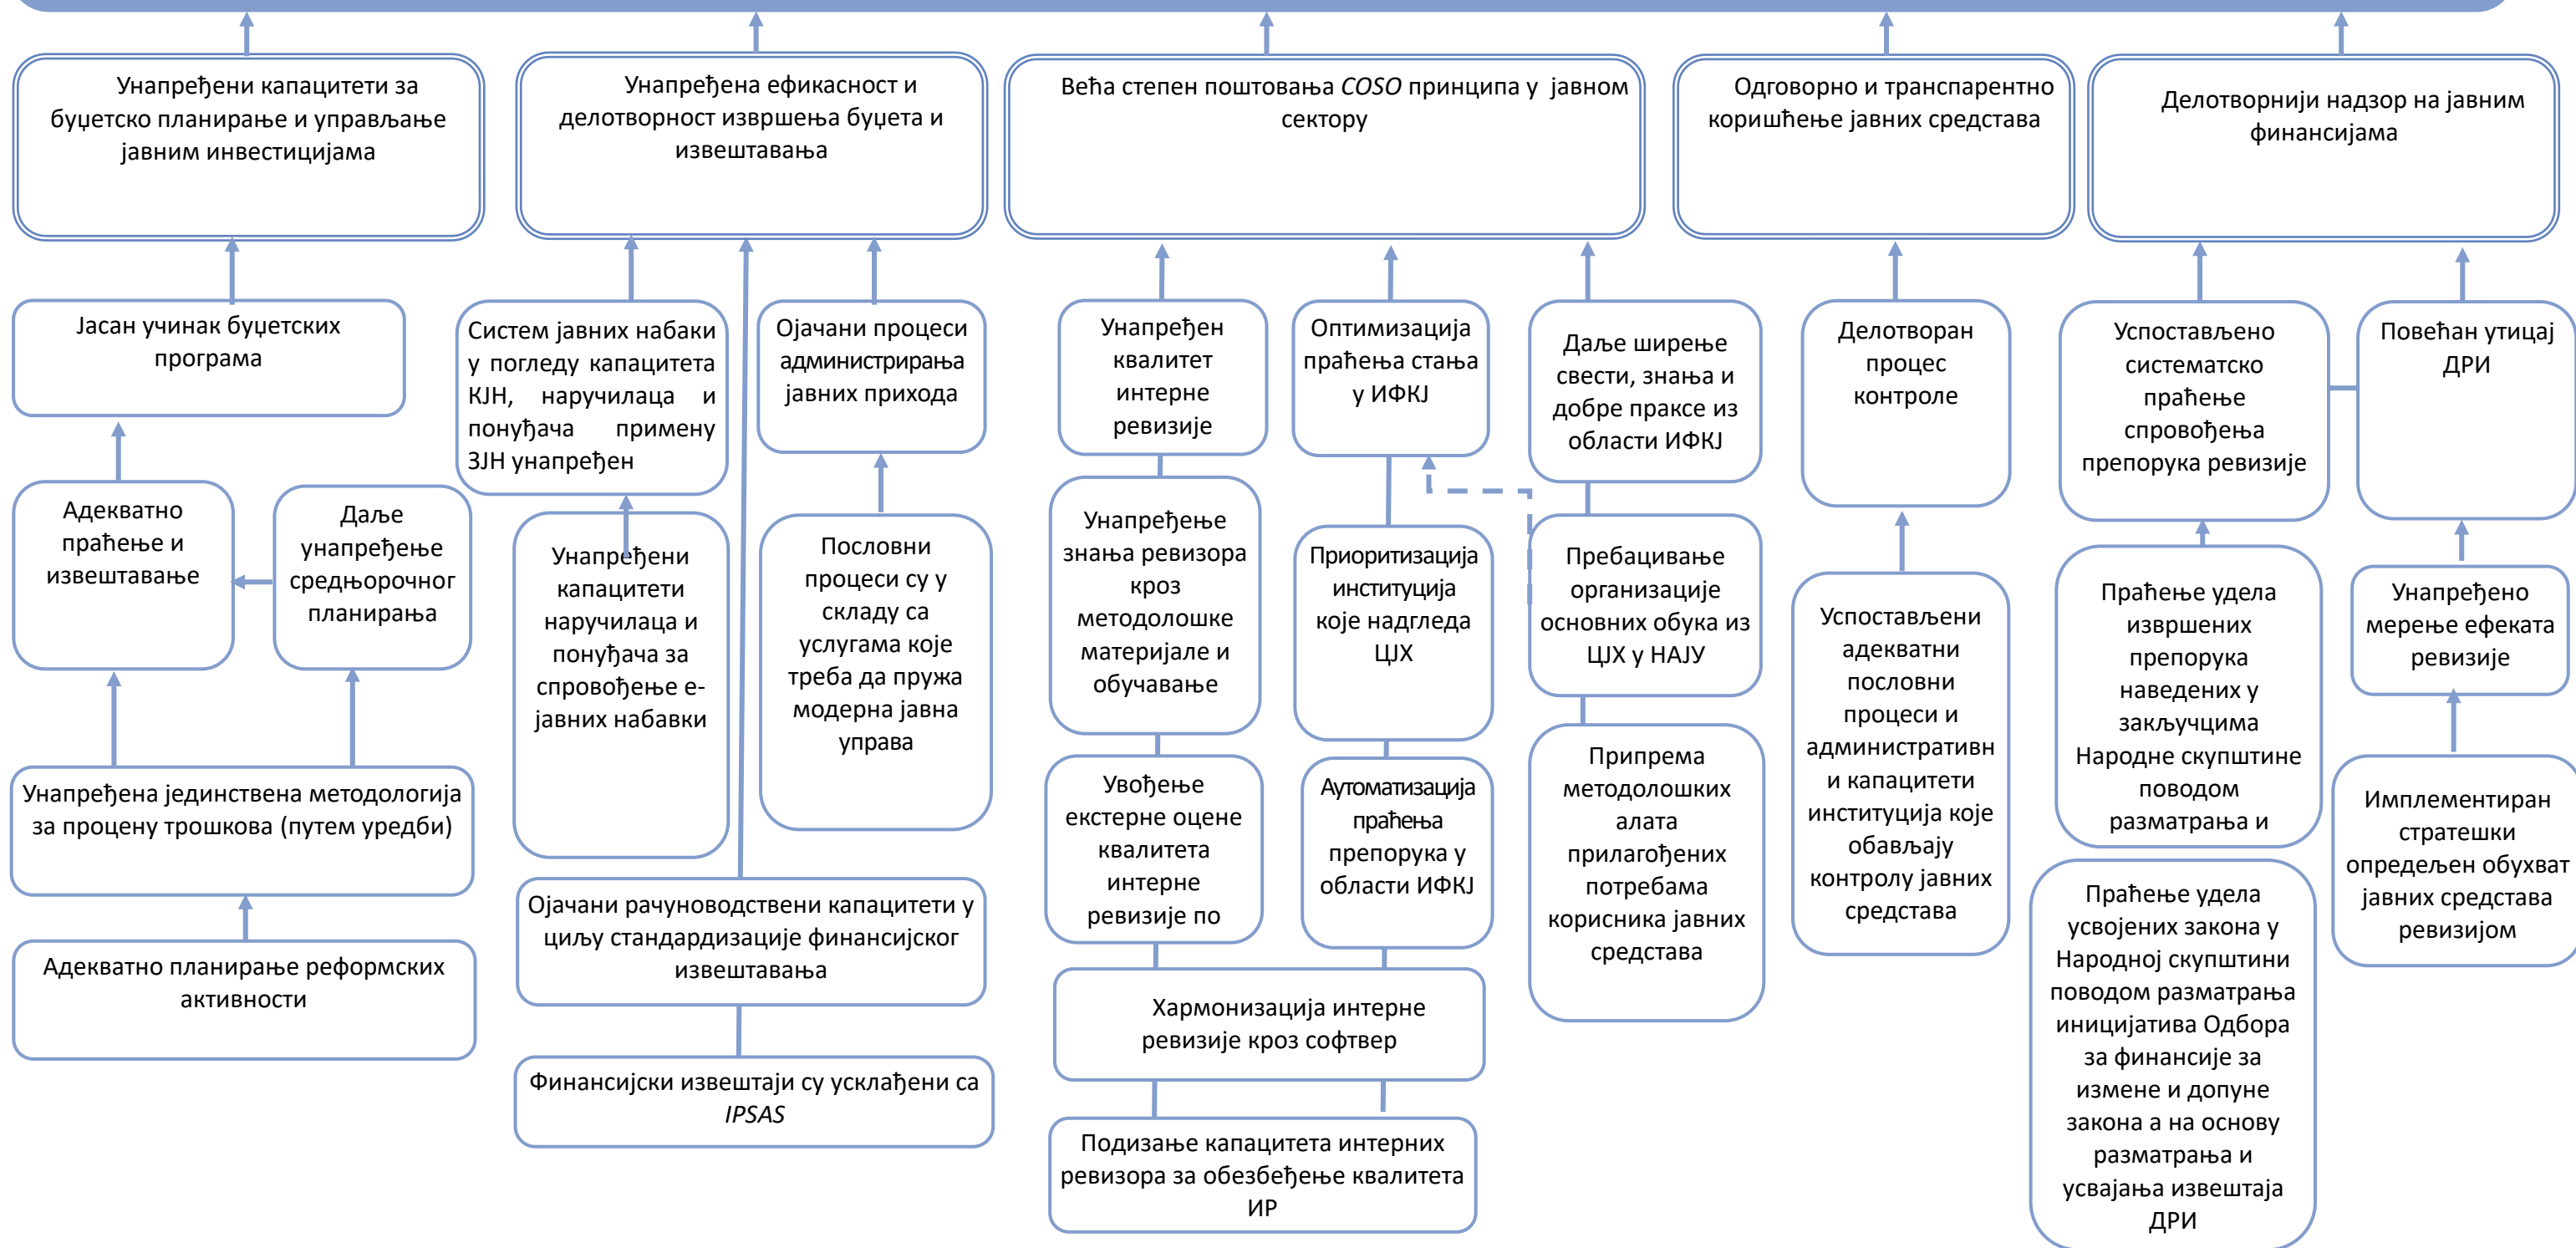 Унапређени капацитети за
буџетско планирање и управљање
јавним инвестицијама
Унапређена ефикасност и
делотворност извршења буџета и
извештавања
Већа степен поштовања COSO принципа у јавном
сектору
Одговорно и транспарентно
коришћење јавних средстава
Делотворнији надзор на јавним
финансијама
Јасан учинак буџетских
програма
Систем јавних набаки
у погледу капацитета
КЈН, наручилаца и
понуђача примену
ЗЈН унапређен
Ојачани процеси
администрирања
јавних прихода
Унапређен
квалитет
интерне
ревизије
Оптимизација
праћења стања
у ИФКЈ
Даље ширење
свести, знања и
добре праксе из
области ИФКЈ
Делотворан
процес
контроле
Успостављено
систематско
праћење
спровођења
препорука ревизије
Повећан утицај
ДРИ
Адекватно
праћење и
извештавање
Даље
унапређење
средњорочног
планирања
Унапређени
капацитети
наручилаца и
понуђача за
спровођење е-
јавних набавки
Пословни
процеси су у
складу са
услугама које
треба да пружа
модерна јавна
управа
Унапређење
знања ревизора
кроз
методолошке
материјале и
обучавање
Приоритизација
институција
које надгледа
ЦЈХ
Пребацивање
организације
основних обука из
ЦЈХ у НАЈУ
Успостављени
адекватни
пословни
процеси и
административн
и капацитети
институција које
обављају
контролу јавних
средстава
Праћење удела
извршених
препорука
наведених у
закључцима
Народне скупштине
поводом
разматрања и
Унапређено
мерење ефеката
ревизије
Унапређена јединствена методологија
за процену трошкова (путем уредби)
Увођење
екстерне оцене
квалитета
интерне
ревизије по
Аутоматизација
праћења
препорука у
области ИФКЈ
Припрема
методолошких
алата
прилагођених
потребама
корисника јавних
средстава
Имплементиран
стратешки
опредељен обухват
јавних средстава
ревизијом
Ојачани рачуноводствени капацитети у
циљу стандардизације финансијског
извештавања
Праћење удела
усвојених закона у
Народној скупштини
поводом разматрања
иницијатива Одбора
за финансије за
измене и допуне
закона а на основу
разматрања и
усвајања извештаја
ДРИ
Адекватно планирање реформских
активности
Хармонизација интерне
ревизије кроз софтвер
Финансијски извештаји су усклађени са
IPSAS
Подизање капацитета интерних
ревизора за обезбеђење квалитета
ИР